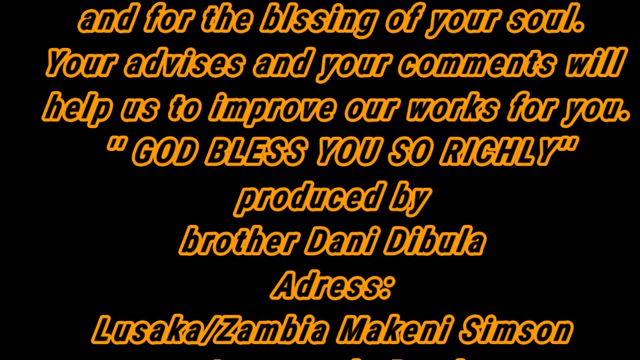 and for the blssing of your soul.
Your advises and your comments will
help us to improve our works for you.
" GOD BLESS YOU SO RICHLY"
produced by
brother Dani Dibula
Adress:
Lusaka/Zambia Makeni Simson